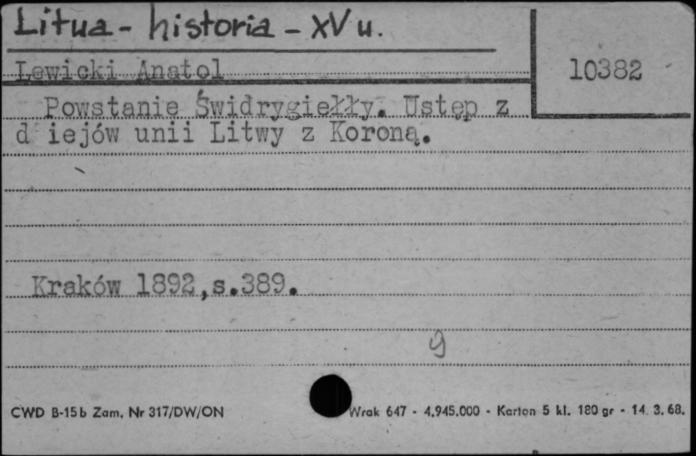 Litua - historia - XV u.
Lewicki Anatol
10382
Powstanie Świdrygiełły. Ustęp z
d iejów unii Litwy z Koroną.
Kraków 1892,s.389.
9
CWD B-15b Zam. Nr 317/DW/ON
Wrak 647 - 4,945.000 - Karton 5 kl. 180 gr - 14. 3. 68.